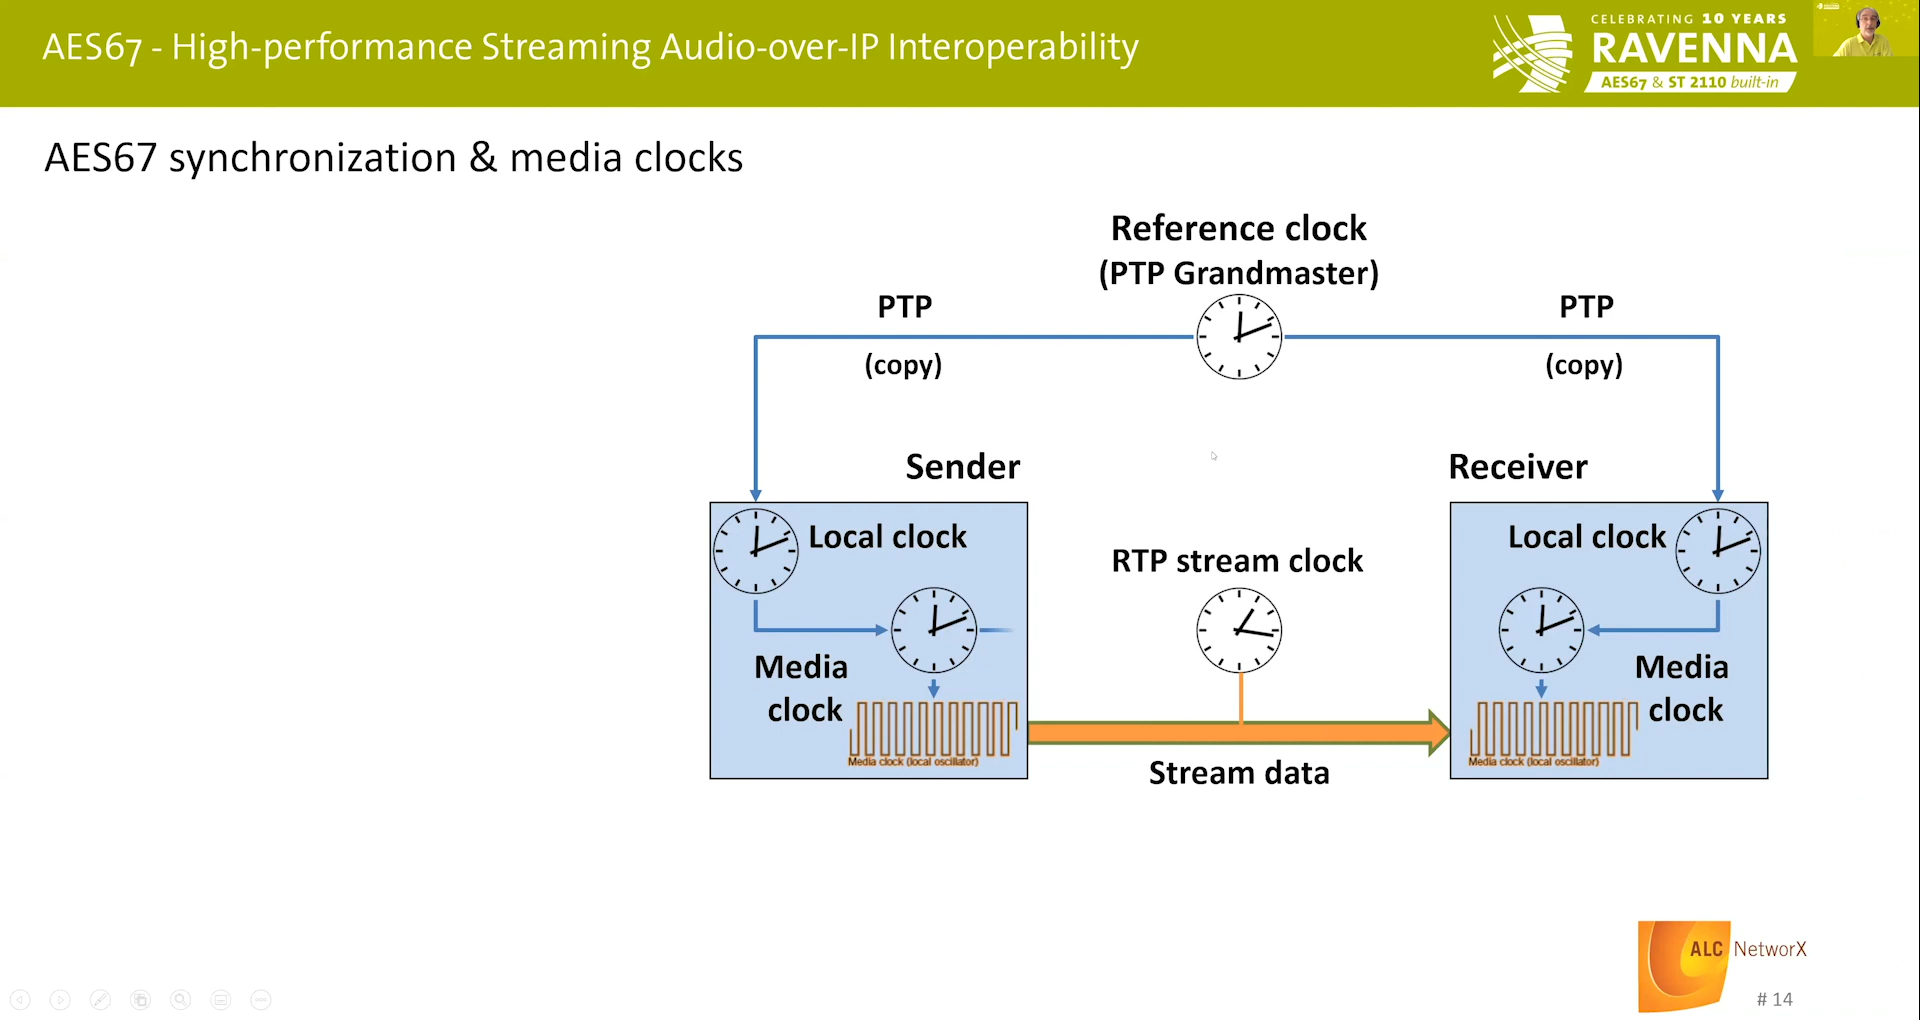 AES67 - High-performance Streaming Audio-over-IP Interoperability
CELEBRATING 10 YEARS
RAVENNA
AES67 & ST 2110 built-in
AES67 synchronization & media clocks
Reference clock
(PTP Grandmaster)
PTP
(copy)
PTP
(copy)
Sender
Receiver
Local clock
Media
clock
Media clock (local oscillator)
RTP stream clock
Stream data
Local clock
Media
clock
Media clock (local oscillator)
ALC NetworX
# 14